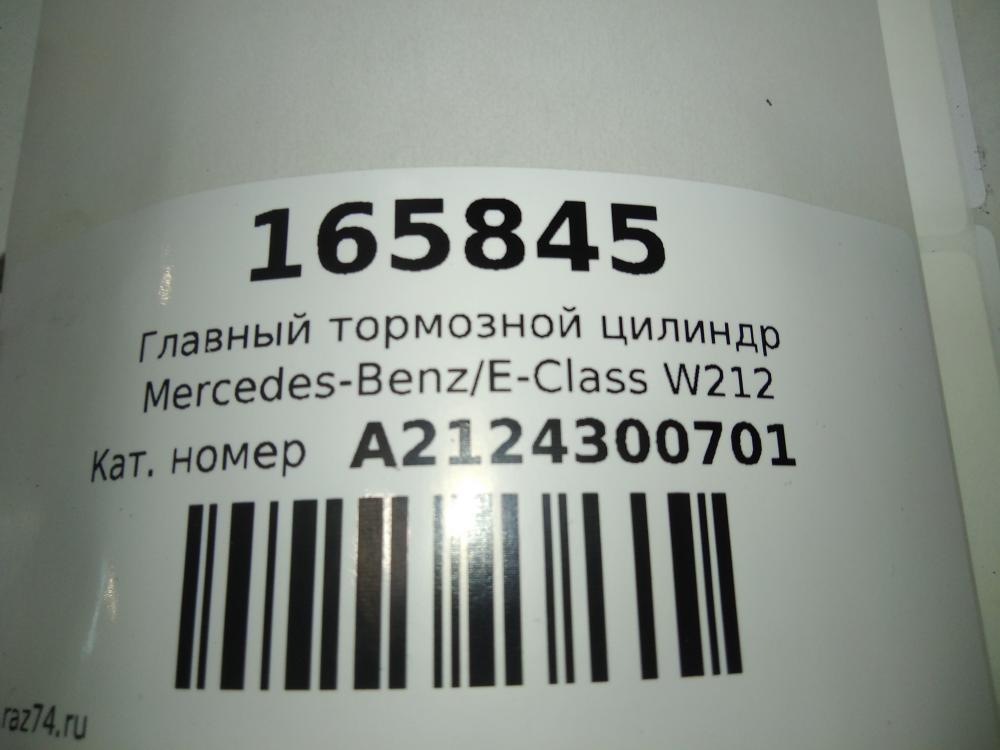 165845
Главный тормозной цилиндр
Mercedes-Benz/E-Class W212
Кат. номер A2124300701
raz74.ru